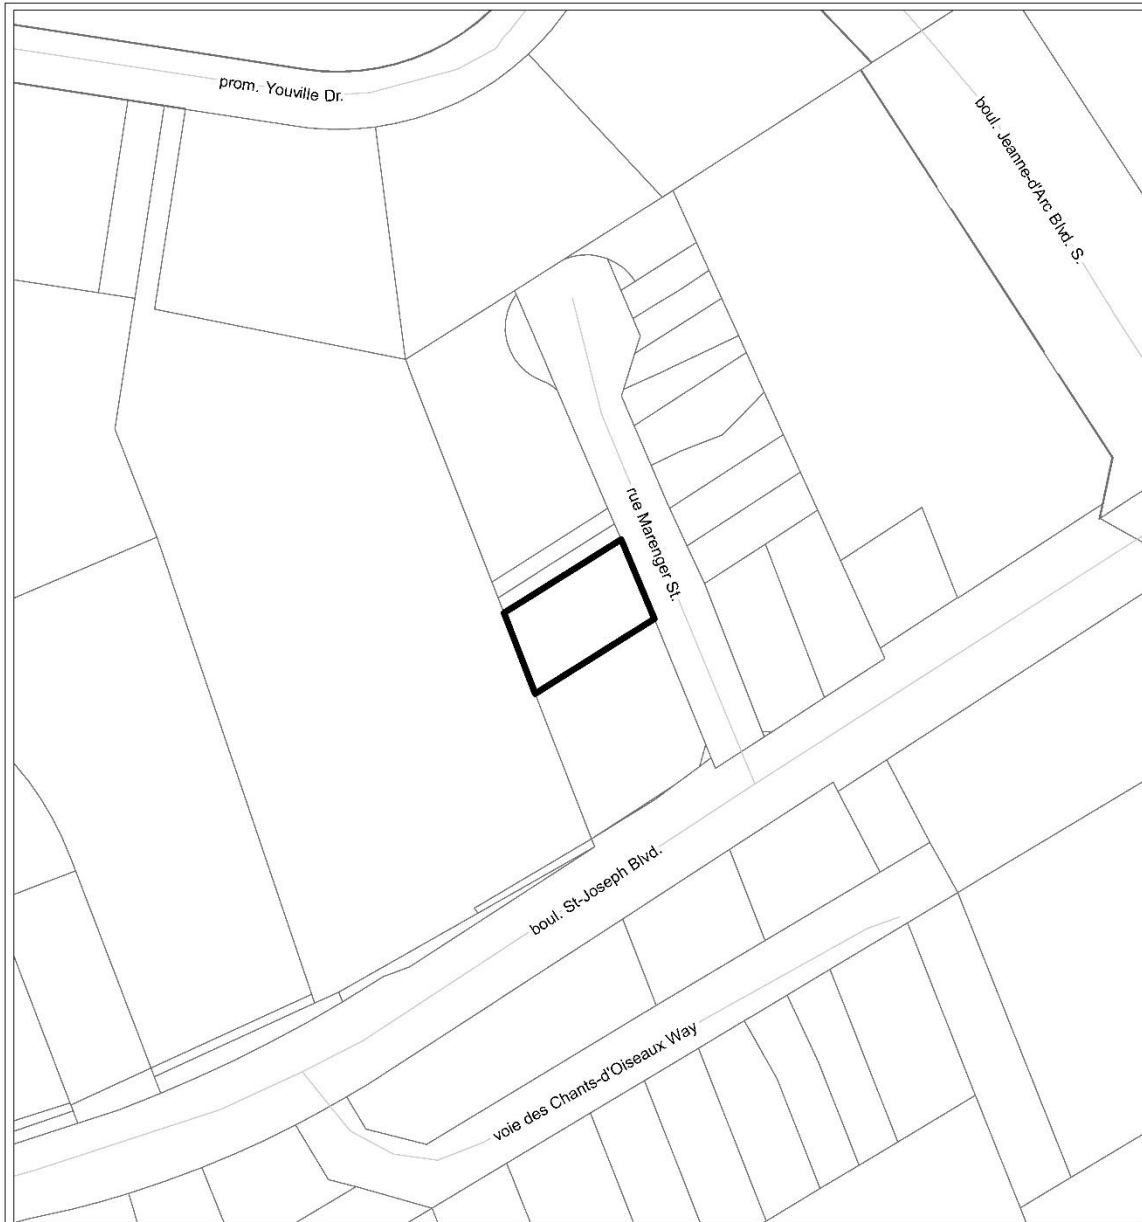 prom. Youville Dr.
boul. Jeanne-d'Arc Blvd. S.
rue Marenger St.
boul. St-Joseph Blvd.
voie des Chants-d'Oiseaux Way